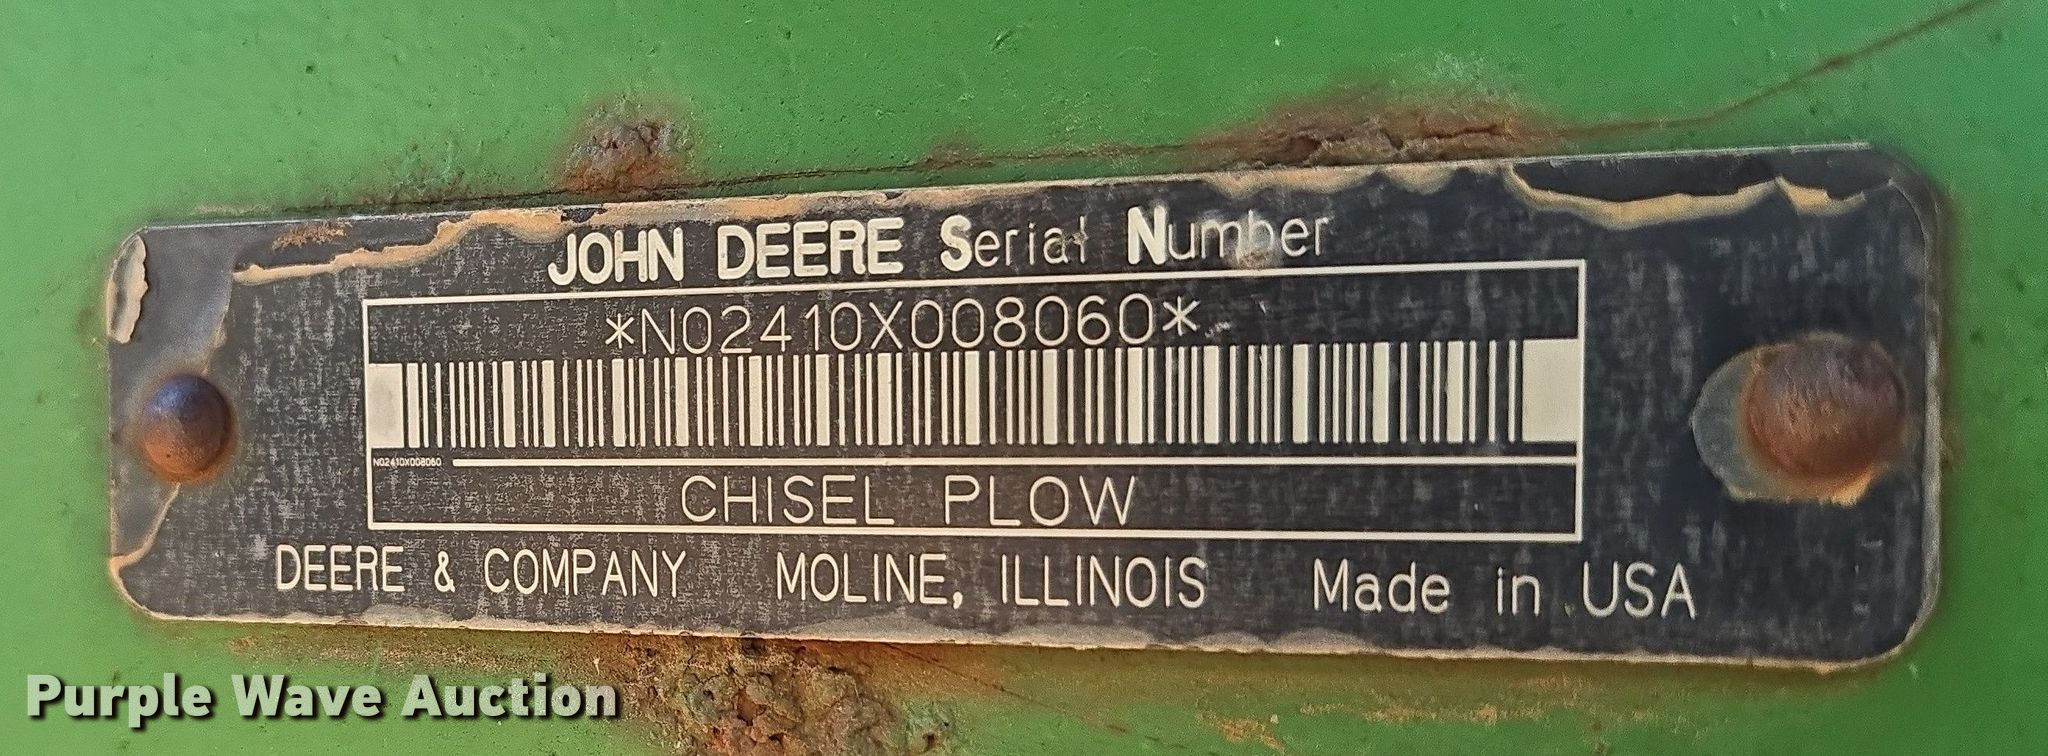 JOHN DEERE Serial Number
*N02410X008060*
N02410X008060
CHISEL PLOW
DEERE & COMPANY MOLINE, ILLINOIS Made in USA
Purple Wave Auction